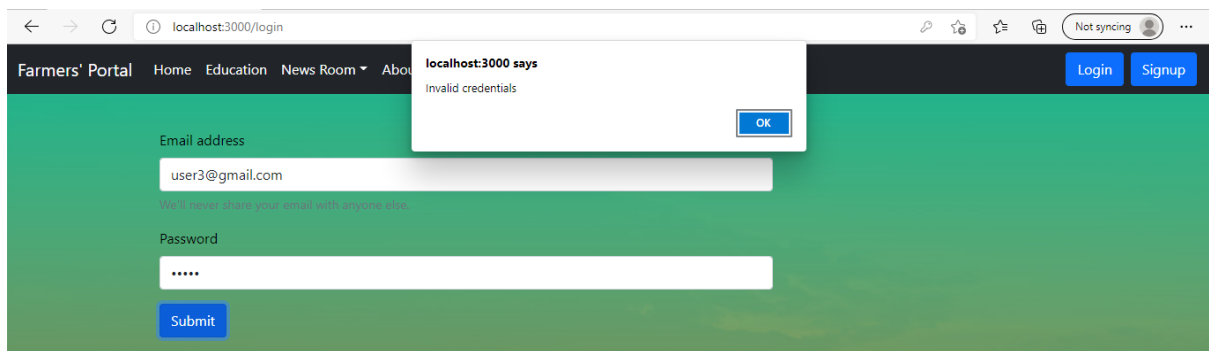 localhost:3000/login
Not syncing
Farmers' Portal Home Education News Room Abou
Login Signup
localhost:3000 says
Invalid credentials
OK
Email address
user3@gmail.com
We'll never share your email with anyone else.
Password
•••••
Submit